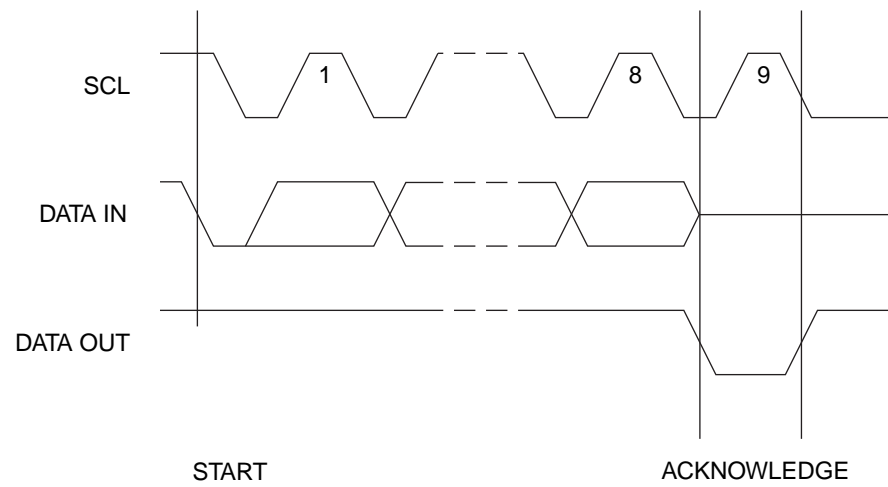 SCL
1
8
9
DATA IN
DATA OUT
START
ACKNOWLEDGE